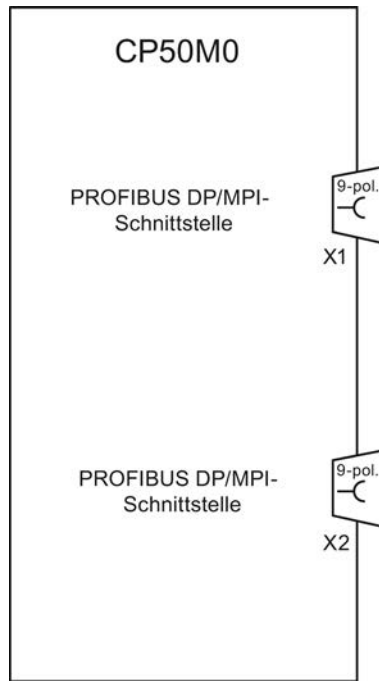 CP50M0
PROFIBUS DP/MPI-
Schnittstelle
9-pol.
X1
PROFIBUS DP/MPI-
Schnittstelle
9-pol.
X2